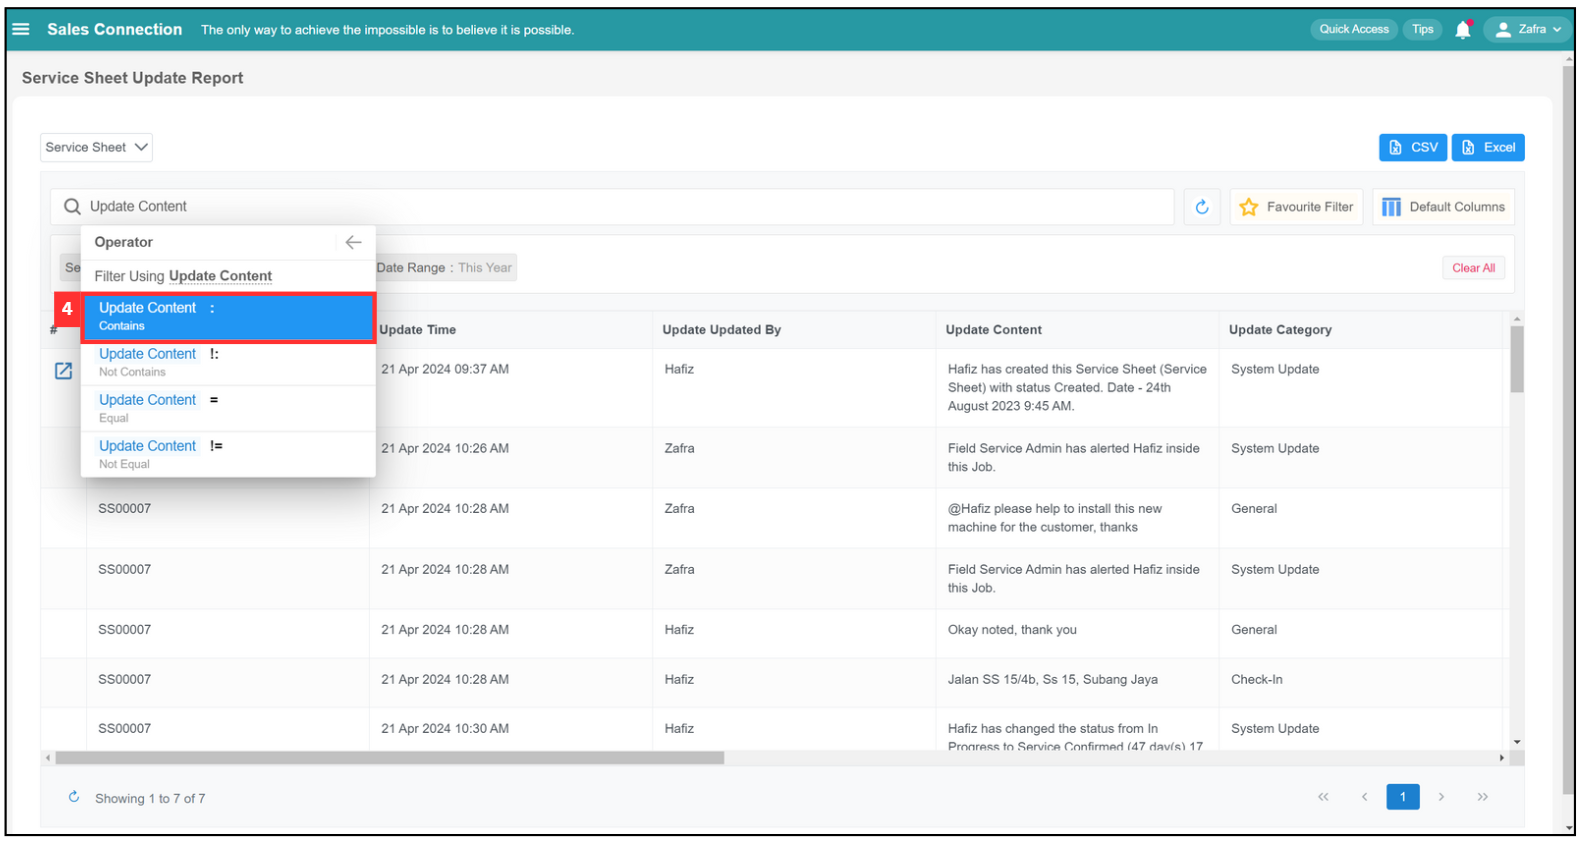 Sales Connection The only way to achieve the impossible is to believe it is possible. Quick Access Tips Zafra
Service Sheet Update Report
Service Sheet CSV Excel
Update Content Favourite Filter Default Columns
Operator
Se Date Range : This Year Clear All
Filter Using Update Content
4 Update Content :
Contains
# Update Time Update Updated By Update Content Update Category
Update Content !:
Not Contains
Update Content =
Equal
Update Content !=
Not Equal
21 Apr 2024 09:37 AM Hafiz Hafiz has created this Service Sheet (Service System Update
Sheet) with status Created. Date - 24th
August 2023 9:45 AM.
21 Apr 2024 10:26 AM Zafra Field Service Admin has alerted Hafiz inside System Update
this Job.
SS00007 21 Apr 2024 10:28 AM Zafra @Hafiz please help to install this new General
machine for the customer, thanks
SS00007 21 Apr 2024 10:28 AM Zafra Field Service Admin has alerted Hafiz inside System Update
this Job.
SS00007 21 Apr 2024 10:28 AM Hafiz Okay noted, thank you General
SS00007 21 Apr 2024 10:28 AM Hafiz Jalan SS 15/4b, Ss 15, Subang Jaya Check-In
SS00007 21 Apr 2024 10:30 AM Hafiz Hafiz has changed the status from In System Update
Progress to Service Confirmed (47 day(s) 17
Showing 1 to 7 of 7 << < 1 > >>